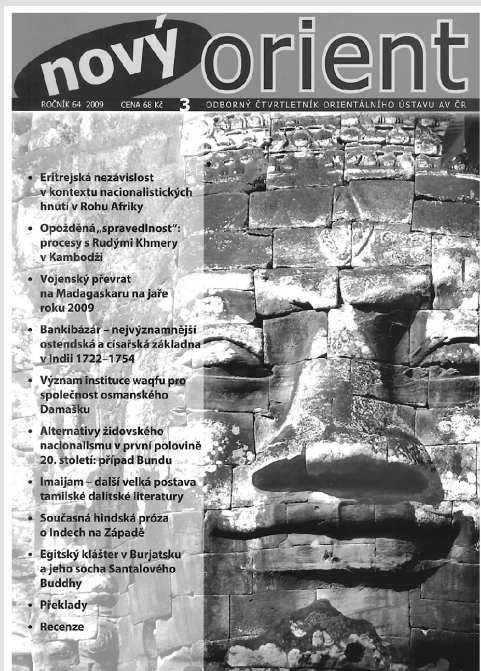 nový orient
ROČNÍK 64 2009 CENA 68 Kč 3 ODBORNÝ ČTVRTLETNÍK ORIENTÁLNÍHO ÚSTAVU AV ČR
• Eritrejská nezávislost
v kontextu nacionalistických
hnutí v Rohu Afriky
• Opožděná „spravedlnost“:
procesy s Rudými Khmery
v Kambodži
• Vojenský převrat
na Madagaskaru na jaře
roku 2009
• Bankíbázár – nejvýznamnější
ostendská a císařská základna
v Indii 1722–1754
• Význam instituce waqfu pro
společnost osmanského
Damašku
• Alternativy židovského
nacionalismu v první polovině
20. století: případ Bundu
• Imaijam – další velká postava
tamilské dalitské literatury
• Současná hindská próza
o Indech na Západě
• Egitský klášter v Burjatsku
a jeho socha Santalového
Buddhy
• Překlady
• Recenze